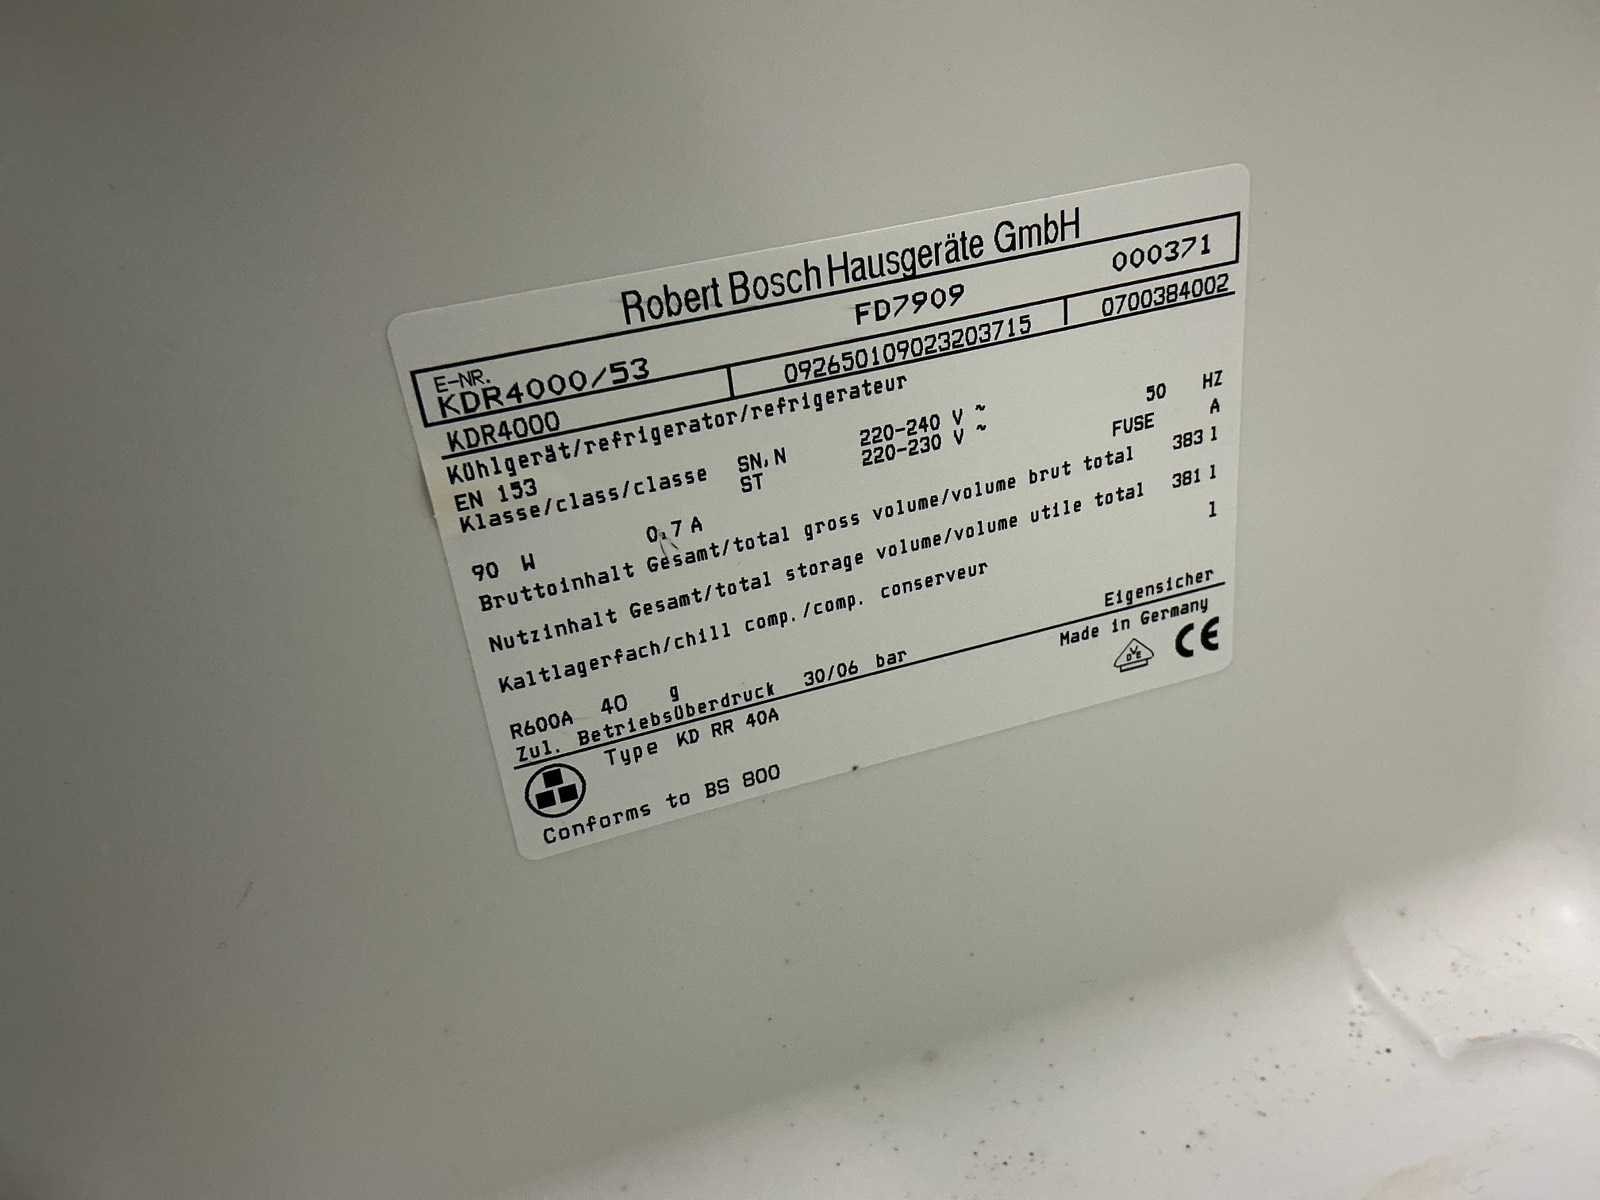 Robert Bosch Hausgeräte GmbH
E-NR.
KDR4000/53 FD7909 000371
KDR4000 092650109023203715 0700384002
Kühlgerät/refrigerator/refrigerateur
EN 153 220-240 V ~ 50 HZ
Klasse/class/classe SN,N 220-230 V ~ FUSE A
ST
90 W 0,7 A
Bruttoinhalt Gesamt/total gross volume/volume brut total 383 l
Nutzinhalt Gesamt/total storage volume/volume utile total 381 l
Kaltlagerfach/chill comp./comp. conserveur l
R600A 40 g Eigensicher
Zul. Betriebsüberdruck 30/06 bar Made in Germany
Type KD RR 40A
VDE CE
Conforms to BS 800